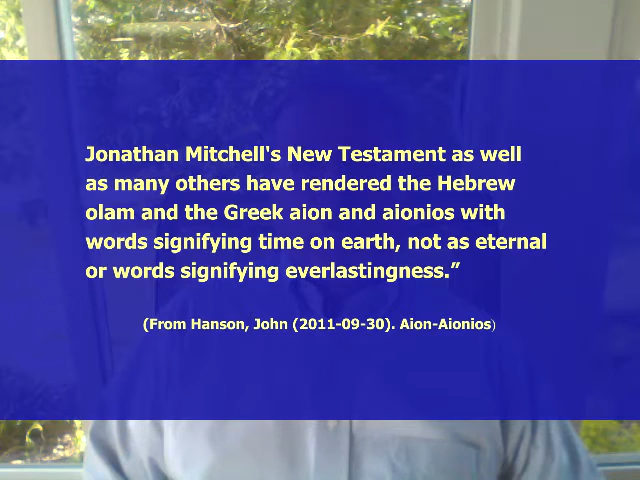 Jonathan Mitchell's New Testament as well
as many others have rendered the Hebrew
olam and the Greek aion and aionios with
words signifying time on earth, not as eternal
or words signifying everlastingness.”
(From Hanson, John (2011-09-30). Aion-Aionios)